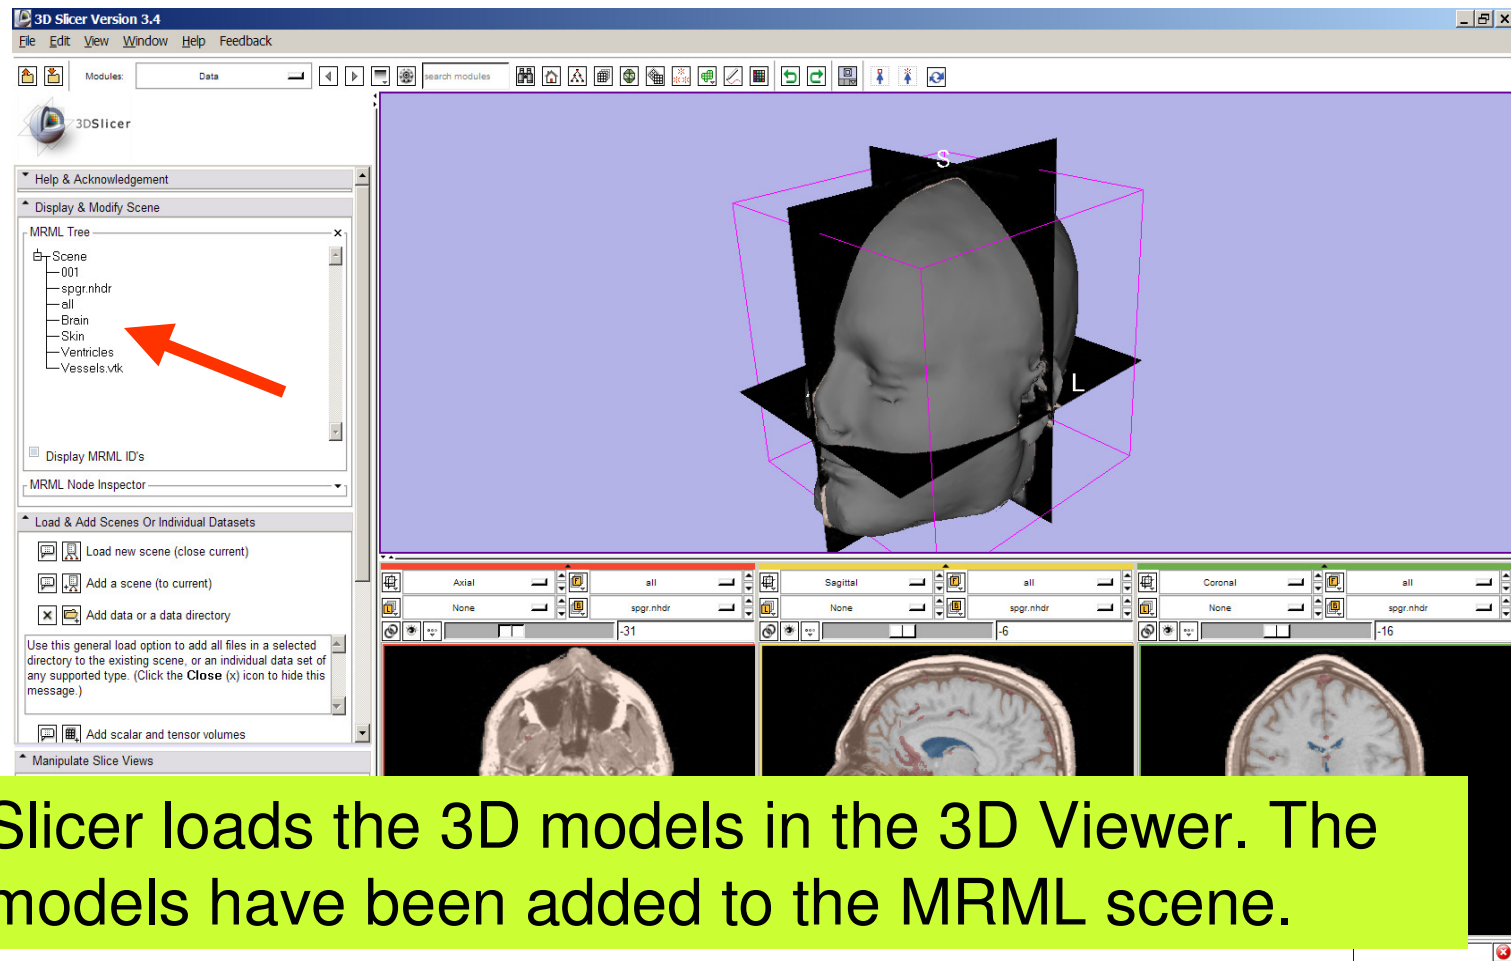 3D Slicer Version 3.4
File Edit View Window Help Feedback
Modules: Data search modules
3DSlicer
Help & Acknowledgement
Display & Modify Scene
MRML Tree
Scene
001
spgr.nhdr
all
Brain
Skin
Ventricles
Vessels.vtk
Display MRML ID's
MRML Node Inspector
Load & Add Scenes Or Individual Datasets
Load new scene (close current)
Add a scene (to current)
Add data or a data directory
Use this general load option to add all files in a selected
directory to the existing scene, or an individual data set of
any supported type. (Click the Close (x) icon to hide this
message.)
Add scalar and tensor volumes
Manipulate Slice Views
S
L
Axial all
None spgr.nhdr
-31
Sagittal all
None spgr.nhdr
-6
Coronal all
None spgr.nhdr
-16
Slicer loads the 3D models in the 3D Viewer. The
models have been added to the MRML scene.